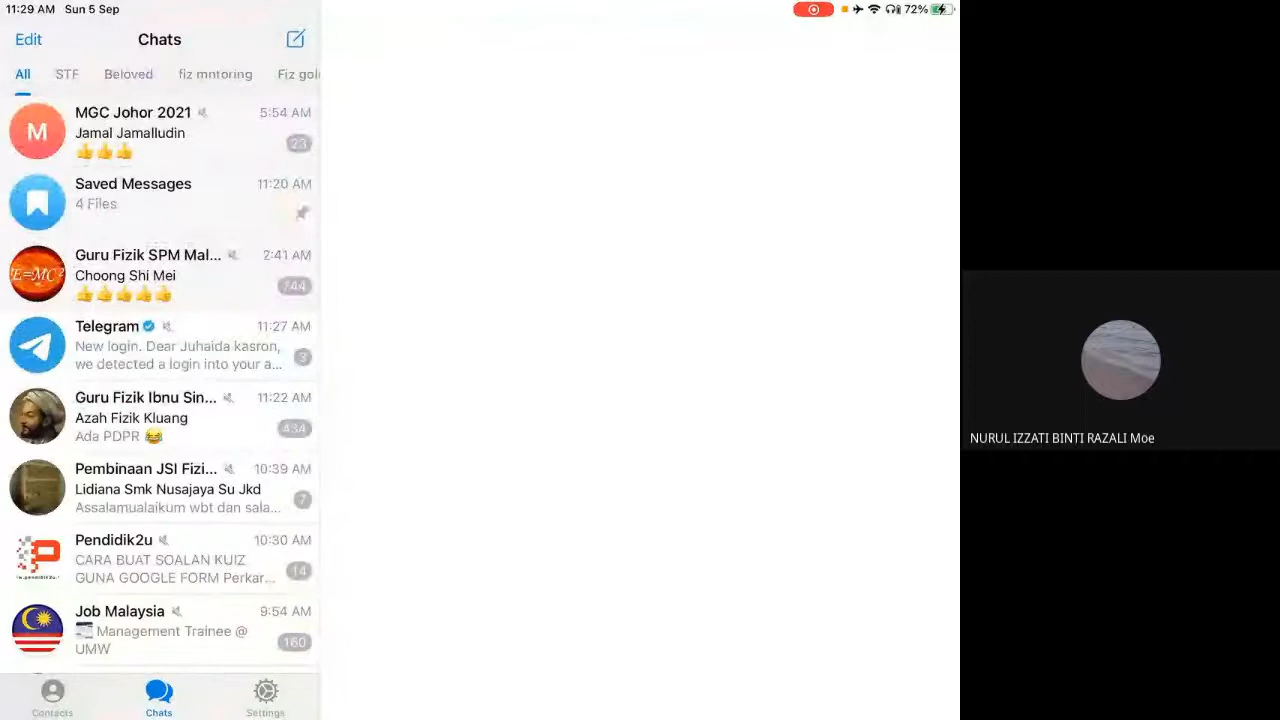 11:29 AM Sun 5 Sep
72%
Edit
Chats
All STF Beloved fiz mntoring Fiz gol
MGC Johor 2021 5:54 AM
M
Jamal Jamalludin
👍👍👍
23
Saved Messages 11:20 AM
4 Files
Guru Fizik SPM Mal... 2:41 AM
E=MC²
Choong Shi Mei
👍👍👍👍👍
744
Telegram 11:27 AM
New login. Dear Juhaida kasron,
we detected a login into your a...
3
Guru Fizik Ibnu Sin... 11:22 AM
Azah Fizik Kluang
Ada PDPR 😂
434
Pembinaan JSI Fizi... 10:39 AM
Lidiana Smk Nusajaya Su Jkd
Assalamualaikum wbt dan sala...
7
Pendidik2u 10:30 AM
CARA BUAT SOALAN KUIZ
GUNA GOOGLE FORM Perkar...
14
Job Malaysia 9:54 AM
Management Trainee @
UMW
160
Contacts Chats Settings
NURUL IZZATI BINTI RAZALI Moe